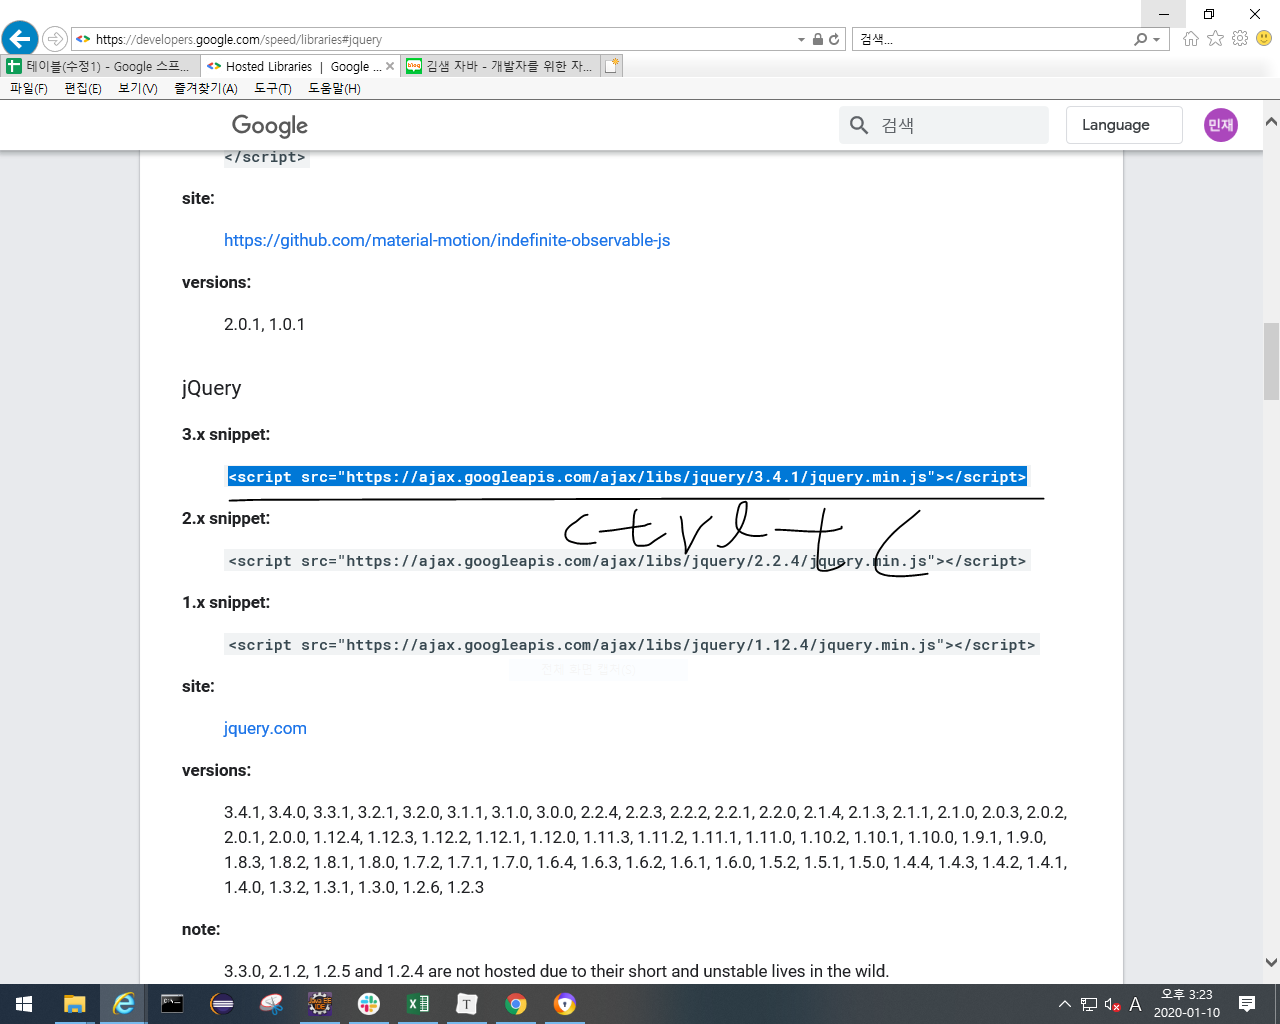 https://developers.google.com/speed/libraries#jquery
검색...
테이블(수정1) - Google 스프...
Hosted Libraries | Google ...
김샘 자바 - 개발자를 위한 자...
파일(F) 편집(E) 보기(V) 즐겨찾기(A) 도구(T) 도움말(H)
Google
검색
Language
민재
</script>
site:
https://github.com/material-motion/indefinite-observable-js
versions:
2.0.1, 1.0.1
jQuery
3.x snippet:
<script src="https://ajax.googleapis.com/ajax/libs/jquery/3.4.1/jquery.min.js"></script>
ctrl + C
2.x snippet:
<script src="https://ajax.googleapis.com/ajax/libs/jquery/2.2.4/jquery.min.js"></script>
1.x snippet:
<script src="https://ajax.googleapis.com/ajax/libs/jquery/1.12.4/jquery.min.js"></script>
site:
jquery.com
versions:
3.4.1, 3.4.0, 3.3.1, 3.2.1, 3.2.0, 3.1.1, 3.1.0, 3.0.0, 2.2.4, 2.2.3, 2.2.2, 2.2.1, 2.2.0, 2.1.4, 2.1.3, 2.1.1, 2.1.0, 2.0.3, 2.0.2,
2.0.1, 2.0.0, 1.12.4, 1.12.3, 1.12.2, 1.12.1, 1.12.0, 1.11.3, 1.11.2, 1.11.1, 1.11.0, 1.10.2, 1.10.1, 1.10.0, 1.9.1, 1.9.0,
1.8.3, 1.8.2, 1.8.1, 1.8.0, 1.7.2, 1.7.1, 1.7.0, 1.6.4, 1.6.3, 1.6.2, 1.6.1, 1.6.0, 1.5.2, 1.5.1, 1.5.0, 1.4.4, 1.4.3, 1.4.2, 1.4.1,
1.4.0, 1.3.2, 1.3.1, 1.3.0, 1.2.6, 1.2.3
note:
3.3.0, 2.1.2, 1.2.5 and 1.2.4 are not hosted due to their short and unstable lives in the wild.
A
오후 3:23
2020-01-10